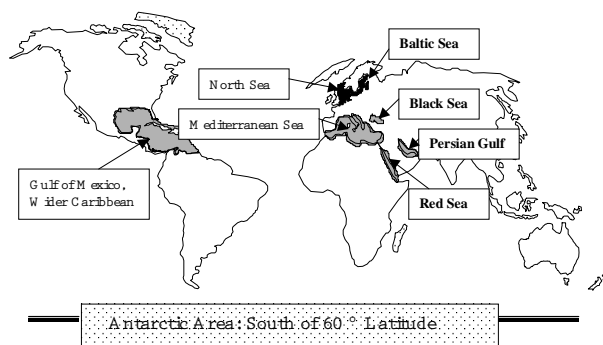 Baltic Sea
North Sea
Black Sea
Mediterranean Sea
Persian Gulf
Gulf of Mexico,
Wider Caribbean
Red Sea
Antarctic Area: South of 60° Latitude